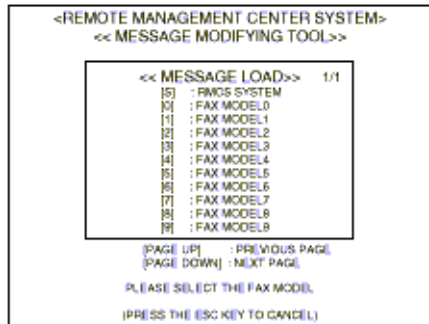 <REMOTE MANAGEMENT CENTER SYSTEM>
<< MESSAGE MODIFYING TOOL>>
<< MESSAGE LOAD>> 1/1
[S] : RMCS SYSTEM
[0] : FAX MODEL0
[1] : FAX MODEL1
[2] : FAX MODEL2
[3] : FAX MODEL3
[4] : FAX MODEL4
[5] : FAX MODEL5
[6] : FAX MODEL6
[7] : FAX MODEL7
[8] : FAX MODEL8
[9] : FAX MODEL9
[PAGE UP] : PREVIOUS PAGE,
[PAGE DOWN] : NEXT PAGE,
PLEASE SELECT THE FAX MODEL,
(PRESS THE ESC KEY TO CANCEL)